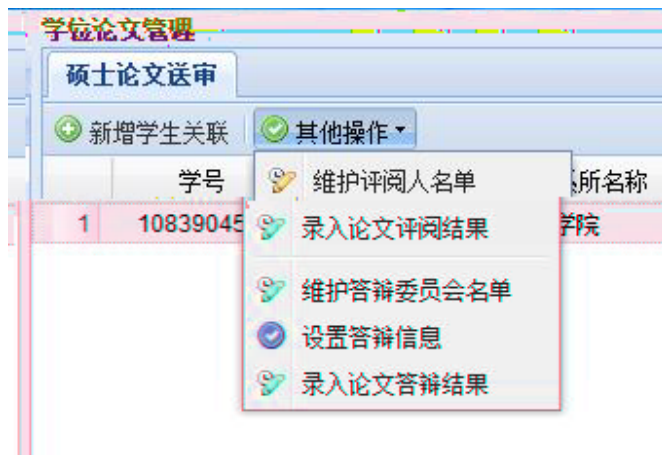 学位论文管理
硕士论文送审
新增学生关联 其他操作
学号 所名称
1 10839045 学院
维护评阅人名单
录入论文评阅结果
维护答辩委员会名单
设置答辩信息
录入论文答辩结果